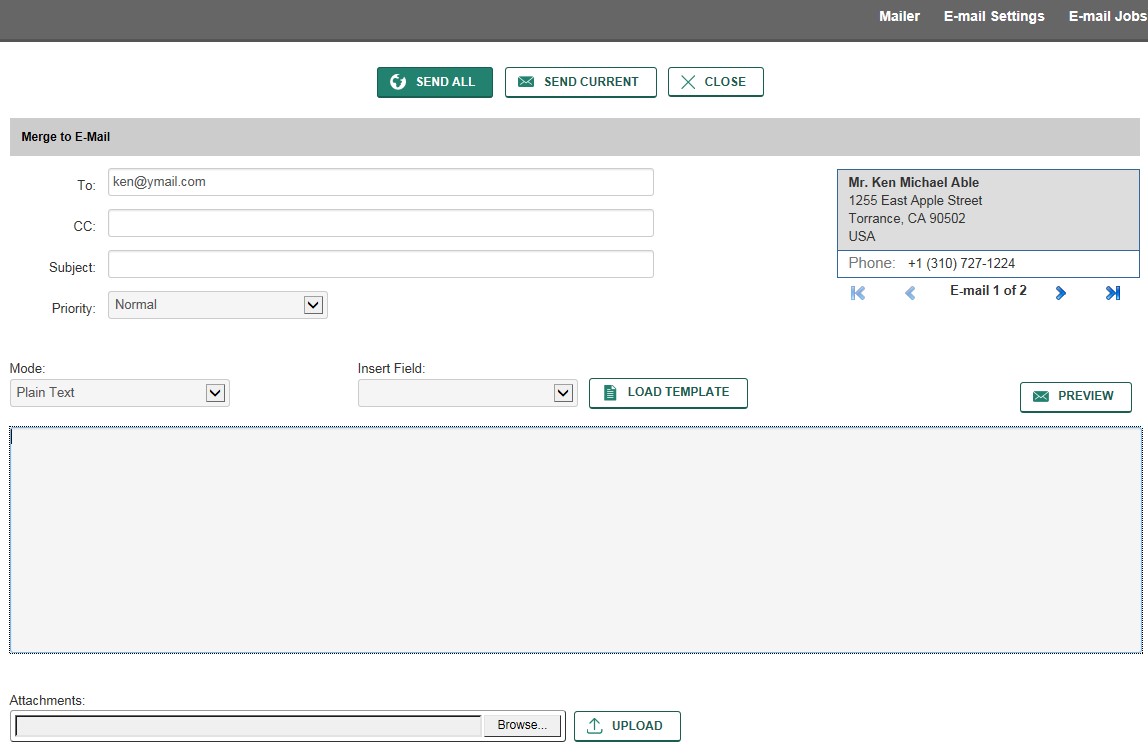 Mailer E-mail Settings E-mail Jobs
SEND ALL SEND CURRENT CLOSE
Merge to E-Mail
To: ken@ymail.com
CC:
Subject:
Priority: Normal
Mr. Ken Michael Able
1255 East Apple Street
Torrance, CA 90502
USA
Phone: +1 (310) 727-1224
E-mail 1 of 2
Mode: Insert Field:
Plain Text LOAD TEMPLATE PREVIEW
Attachments:
Browse... UPLOAD